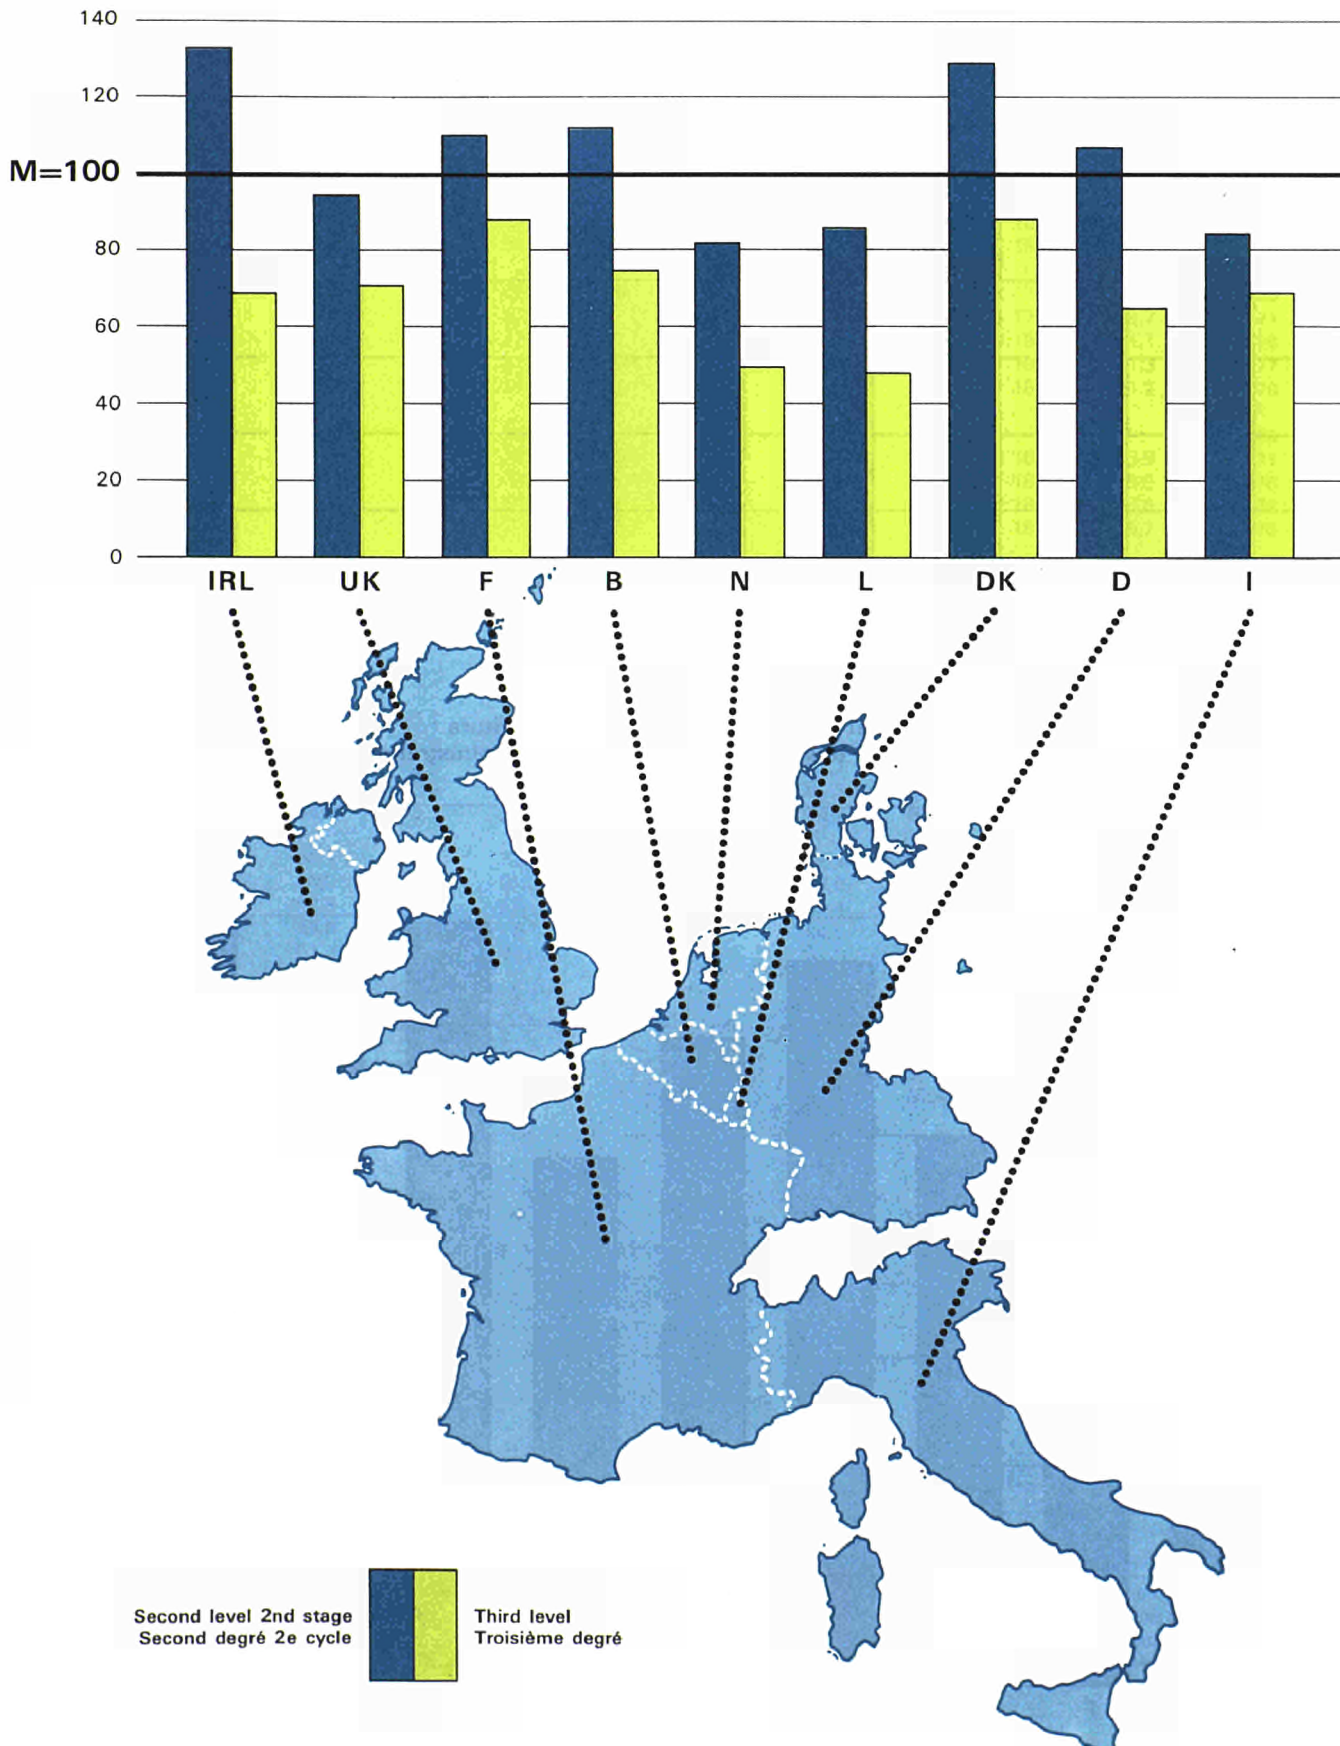 140
120
M=100
80
60
40
20
0
IRL UK F B N L DK D I
Second level 2nd stage
Second degré 2e cycle
Third level
Troisième degré